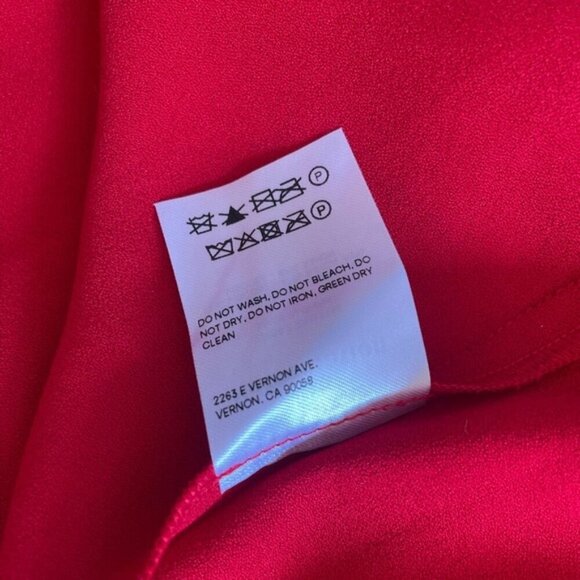 P
P
DO NOT WASH, DO NOT BLEACH, DO
NOT DRY, DO NOT IRON, GREEN DRY
CLEAN
2263 E VERNON AVE.
VERNON, CA 90058